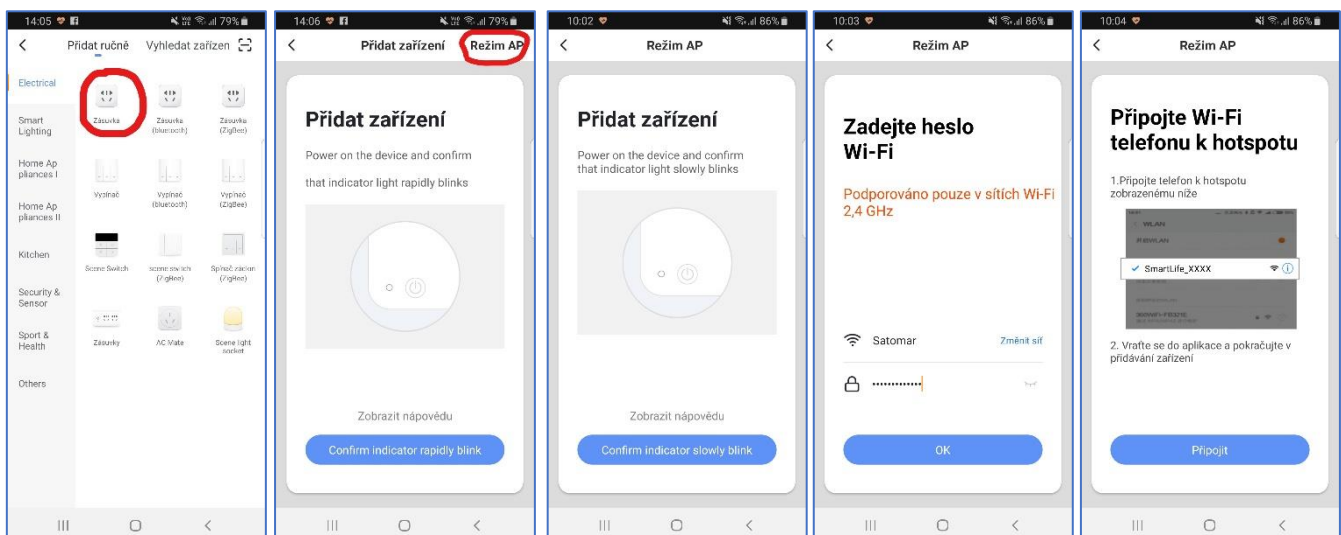 14:05 79%
Přidat ručně Vyhledat zařízen
Electrical
Smart
Lighting
Home Ap
pliances I
Home Ap
pliances II
Kitchen
Security &
Sensor
Sport &
Health
Others
Zásuvka
Zásuvka
(bluetooth)
Zásuvka
(ZigBee)
Vypínač
Vypínač
(bluetooth)
Vypínač
(ZigBee)
Scene Switch
scene switch
(ZigBee)
(ZigBee)
Zásuvky
AC Mate
Scene light
socket
14:06 79%
Přidat zařízení Režim AP
Přidat zařízení
Power on the device and confirm
that indicator light rapidly blinks
Zobrazit nápovědu
Confirm indicator rapidly blink
10:02 86%
Režim AP
Přidat zařízení
Power on the device and confirm
that indicator light slowly blinks
Zobrazit nápovědu
Confirm indicator slowly blink
10:03 86%
Režim AP
Zadejte heslo
Wi-Fi
Podporováno pouze v sítích Wi-Fi
2,4 GHz
Satomar Změnit síť
OK
10:04 86%
Režim AP
Připojte Wi-Fi
telefonu k hotspotu
1.Připojte telefon k hotspotu
zobrazenému níže
WLAN
SmartLife_XXXX
2. Vraťte se do aplikace a pokračujte v
přidávání zařízení
Připojit